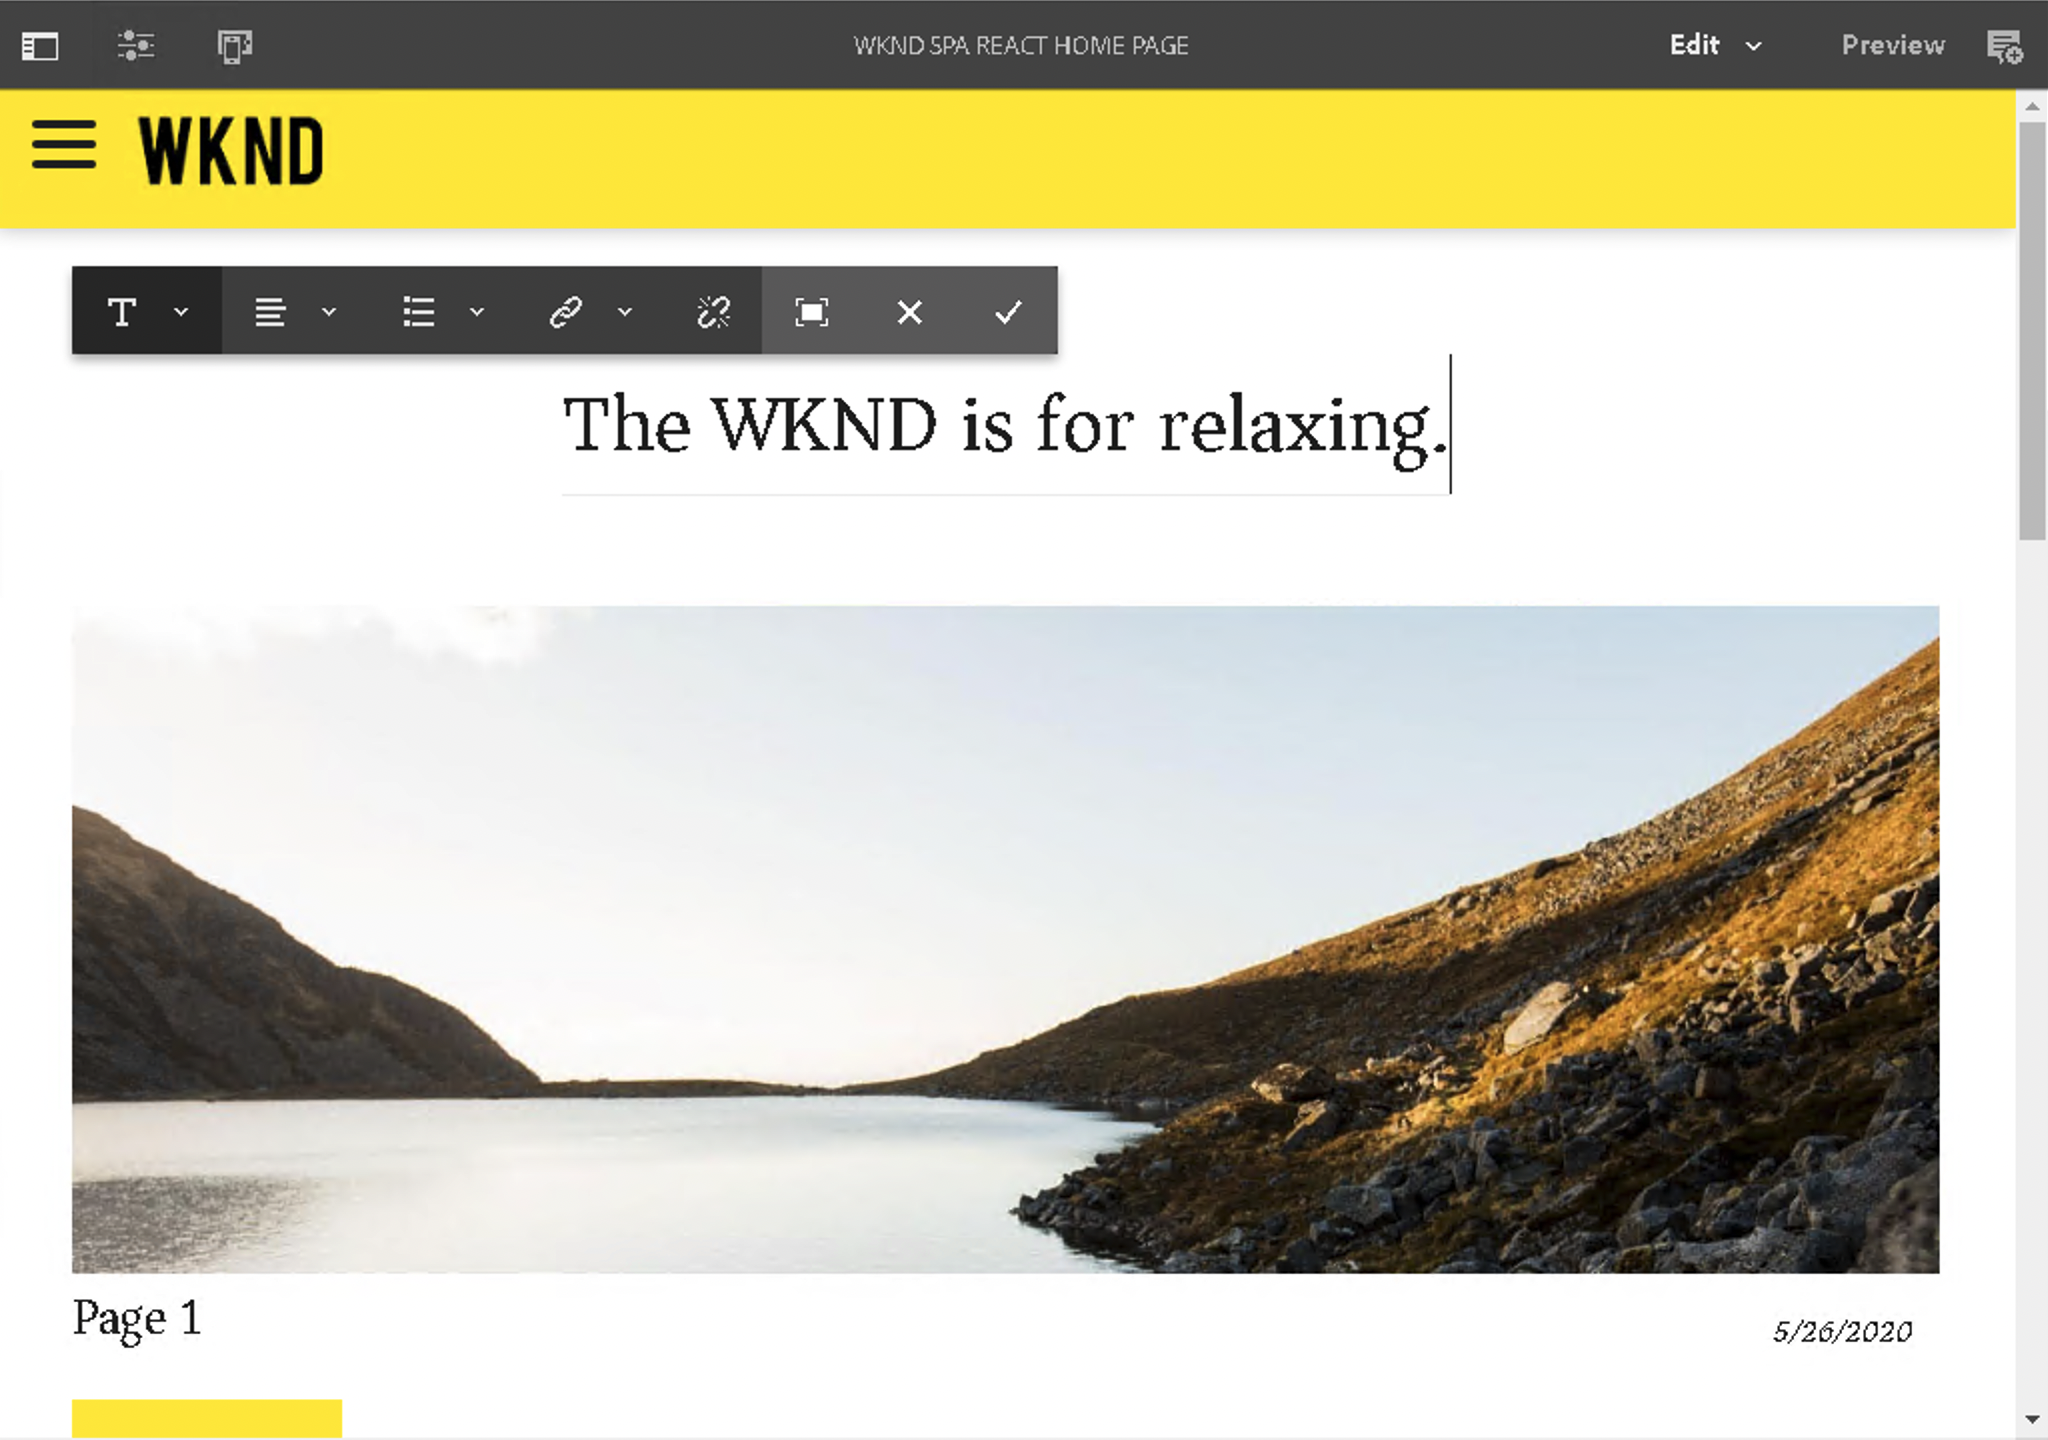 WKND SPA REACT HOME PAGE
Edit
Preview
WKND
The WKND is for relaxing.
Page 1
5/26/2020